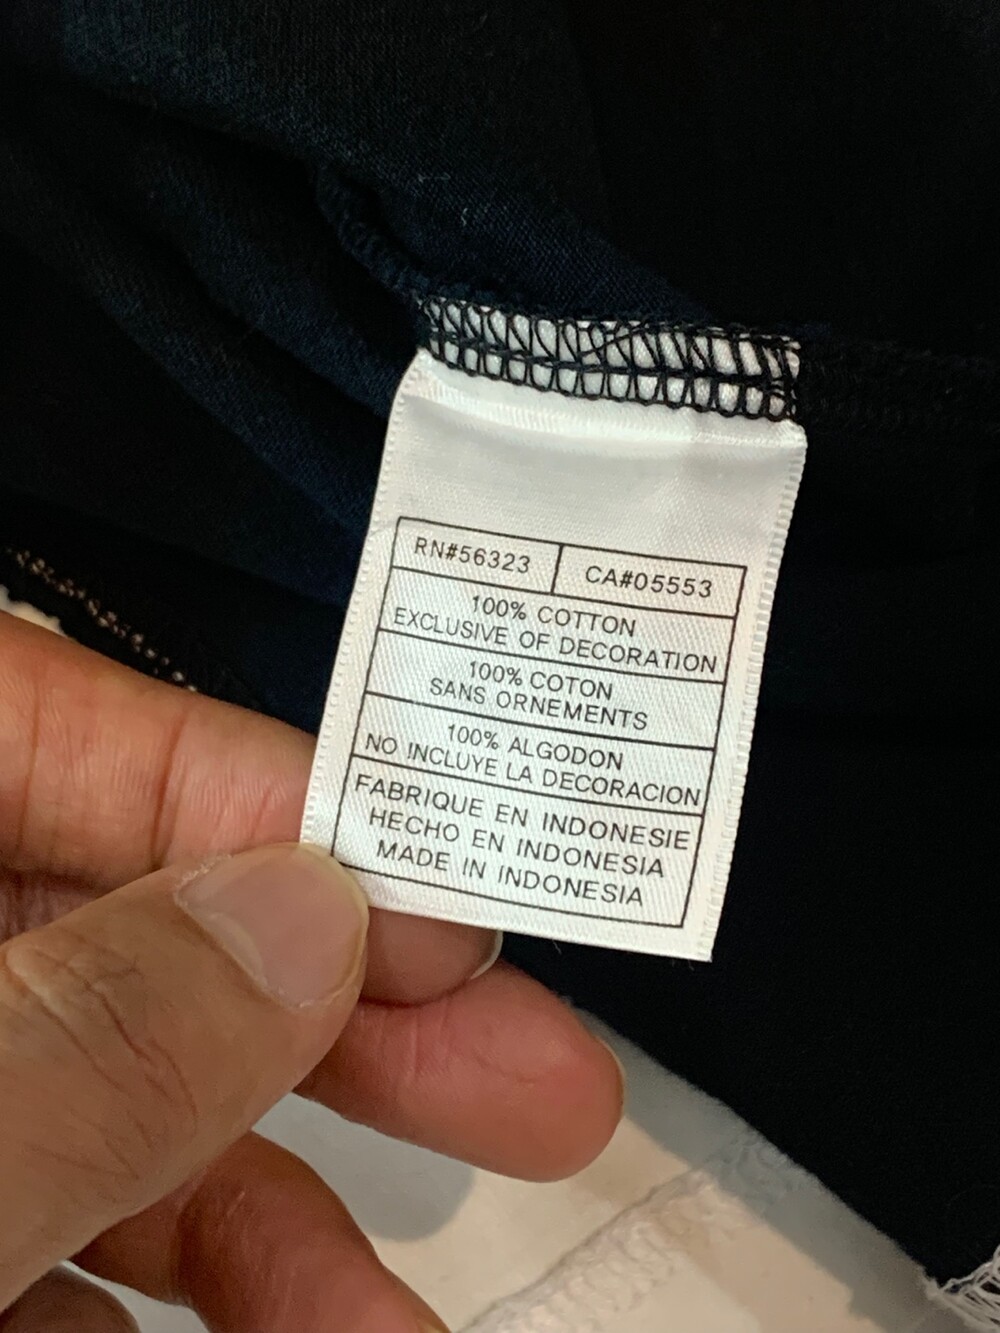 RN#56323 CA#05553
100% COTTON
EXCLUSIVE OF DECORATION
100% COTON
SANS ORNEMENTS
100% ALGODON
NO INCLUYE LA DECORACION
FABRIQUE EN INDONESIE
HECHO EN INDONESIA
MADE IN INDONESIA